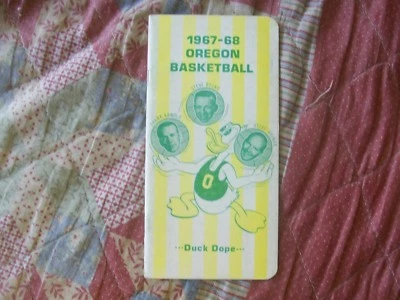 1967-68
OREGON
BASKETBALL
O
---Duck Dope---